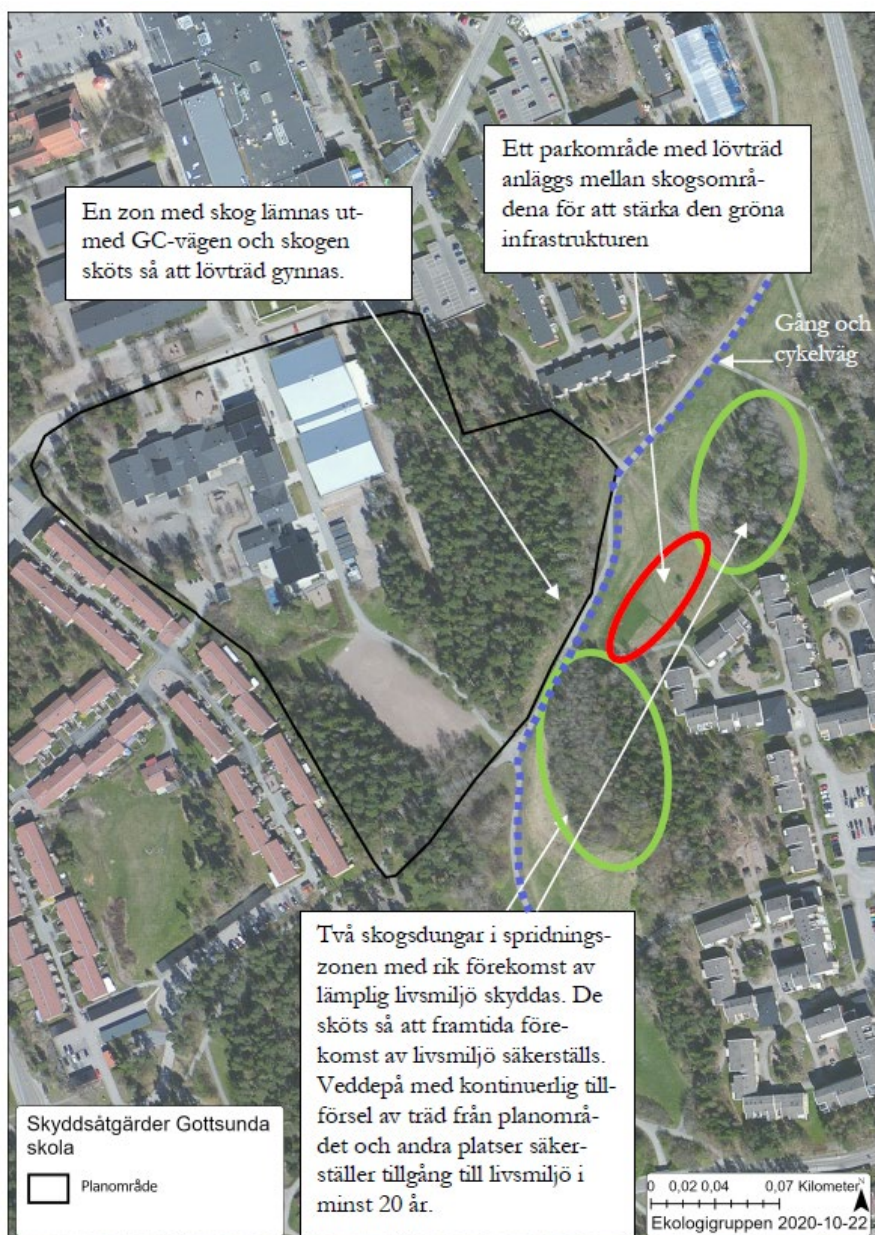 Ett parkområde med lövträd
anläggs mellan skogsområ-
dena för att stärka den gröna
infrastrukturen
En zon med skog lämnas ut-
med GC-vägen och skogen
sköts så att lövträd gynnas.
Gång och
cykelväg
Två skogsdungar i spridnings-
zonen med rik förekomst av
lämplig livsmiljö skyddas. De
sköts så att framtida före-
komst av livsmiljö säkerställs.
Veddepå med kontinuerlig till-
försel av träd från planområ-
det och andra platser säker-
ställer tillgång till livsmiljö i
minst 20 år.
Skyddsåtgärder Gottsunda
skola
Planområde
0 0,02 0,04 0,07 Kilometer
N
Ekologigruppen 2020-10-22